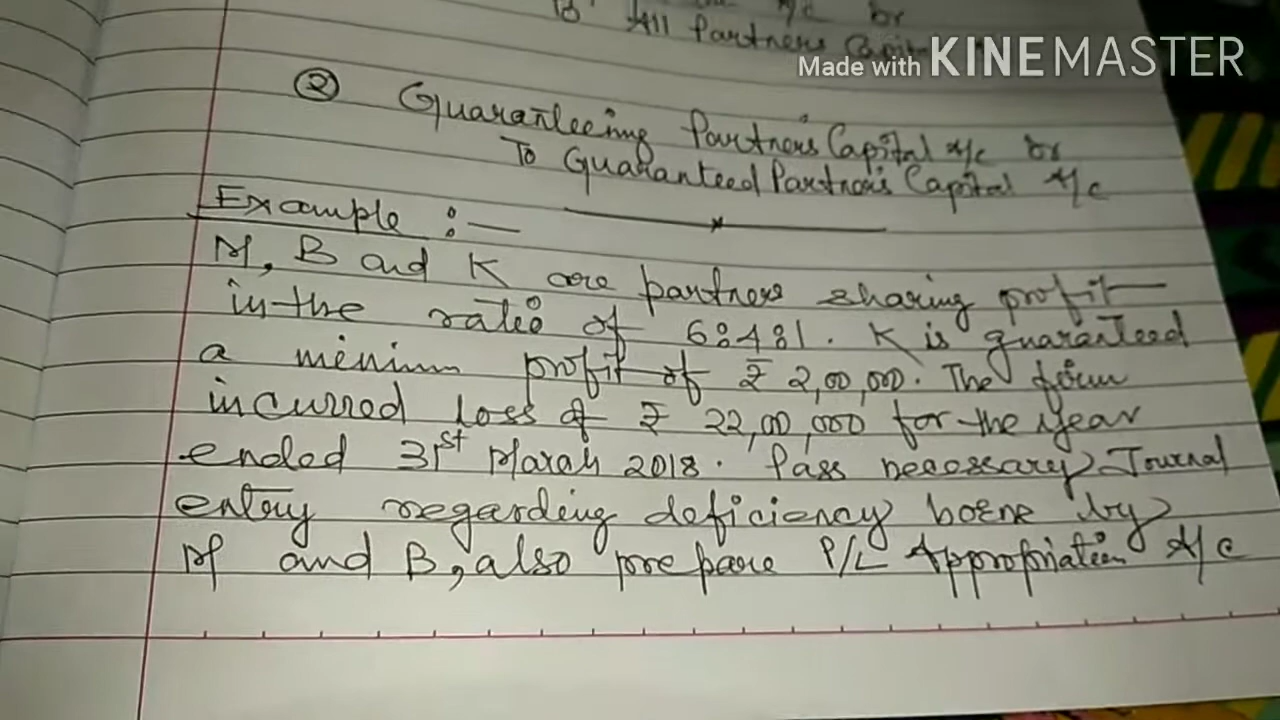 To All Partners Capital
Made with KINEMASTER
② Guaranteeing Partner's Capital A/c Dr
To Guaranteed Partner's Capital A/c
Example :—
M, B and K are partners sharing profit
in the ratio of 6:4:1. K is guaranteed
a minimum profit of ₹ 2,00,000. The firm
incurred loss of ₹ 22,00,000 for the year
ended 31st March 2018. Pass necessary Journal
entry regarding deficiency borne by
M and B, also prepare P/L Appropriation A/c